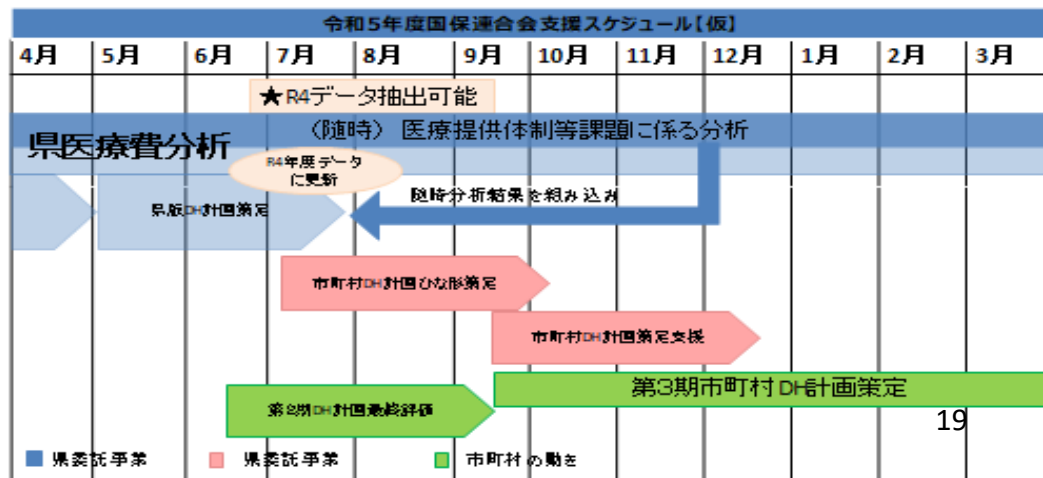 令和5年度国保連合会支援スケジュール【仮】
4月 5月 6月 7月 8月 9月 10月 11月 12月 1月 2月 3月
★R4データ抽出可能
(随時) 医療提供体制等課題に係る分析
県医療費分析
R4年度データ
に更新
随時分析結果を組み込み
県版DH計画策定
市町村DH計画ひな形策定
市町村DH計画策定支援
第3期市町村DH計画策定
第2期DH計画最終評価
19
県委託事業 県委託事業 市町村の動き